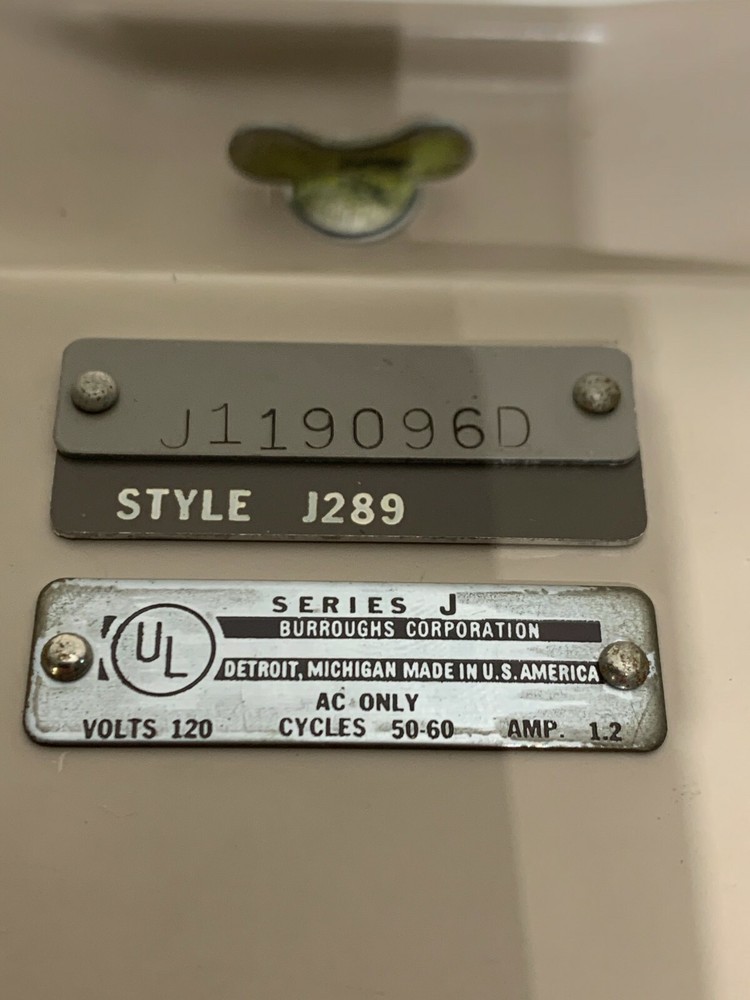 J119096D
STYLE J289
SERIES J
UL
BURROUGHS CORPORATION
DETROIT, MICHIGAN MADE IN U.S. AMERICA
AC ONLY
VOLTS 120 CYCLES 50-60 AMP. 1.2